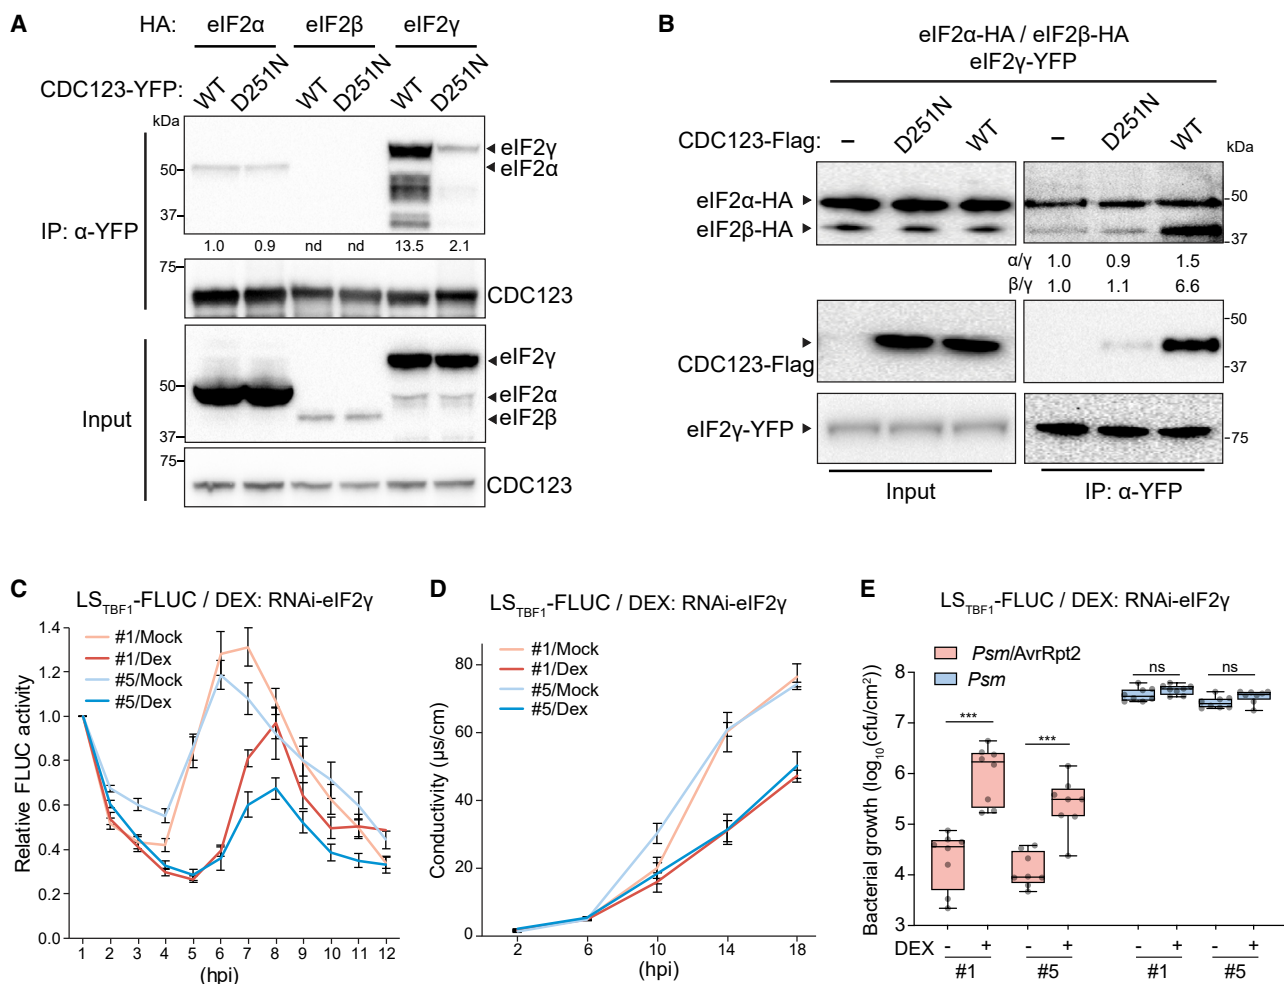 A
HA: eIF2α eIF2β eIF2γ
CDC123-YFP: WT D251N WT D251N WT D251N
kDa
eIF2γ
50 eIF2α
37
IP: α-YFP
1.0 0.9 nd nd 13.5 2.1
75
CDC123
eIF2γ
50
eIF2α
Input eIF2β
37
75
CDC123
B
eIF2α-HA / eIF2β-HA
eIF2γ-YFP
CDC123-Flag: – D251N WT – D251N WT
kDa
eIF2α-HA -50
eIF2β-HA -37
α/γ 1.0 0.9 1.5
β/γ 1.0 1.1 6.6
-50
CDC123-Flag -37
eIF2γ-YFP -75
Input IP: α-YFP
C
LSTBF1-FLUC / DEX: RNAi-eIF2γ
#1/Mock
#1/Dex
#5/Mock
#5/Dex
Relative FLUC activity
1.4
1.2
1.0
0.8
0.6
0.4
0.2
0.0
1 2 3 4 5 6 7 8 9 10 11 12
(hpi)
D
LSTBF1-FLUC / DEX: RNAi-eIF2γ
#1/Mock
#1/Dex
#5/Mock
#5/Dex
Conductivity (µs/cm)
80
60
40
20
0
2 6 10 14 18
(hpi)
E
LSTBF1-FLUC / DEX: RNAi-eIF2γ
Psm/AvrRpt2
Psm
Bacterial growth (log10(cfu/cm2))
8
7
6
5
4
3
*** *** ns ns
DEX - + - + - + - +
#1 #5 #1 #5